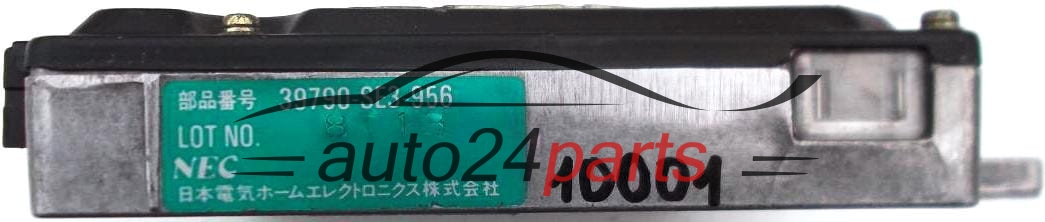 部品番号 39790-SL3-956
LOT NO.
NEC
日本電気ホームエレクトロニクス株式会社
auto24parts
10001